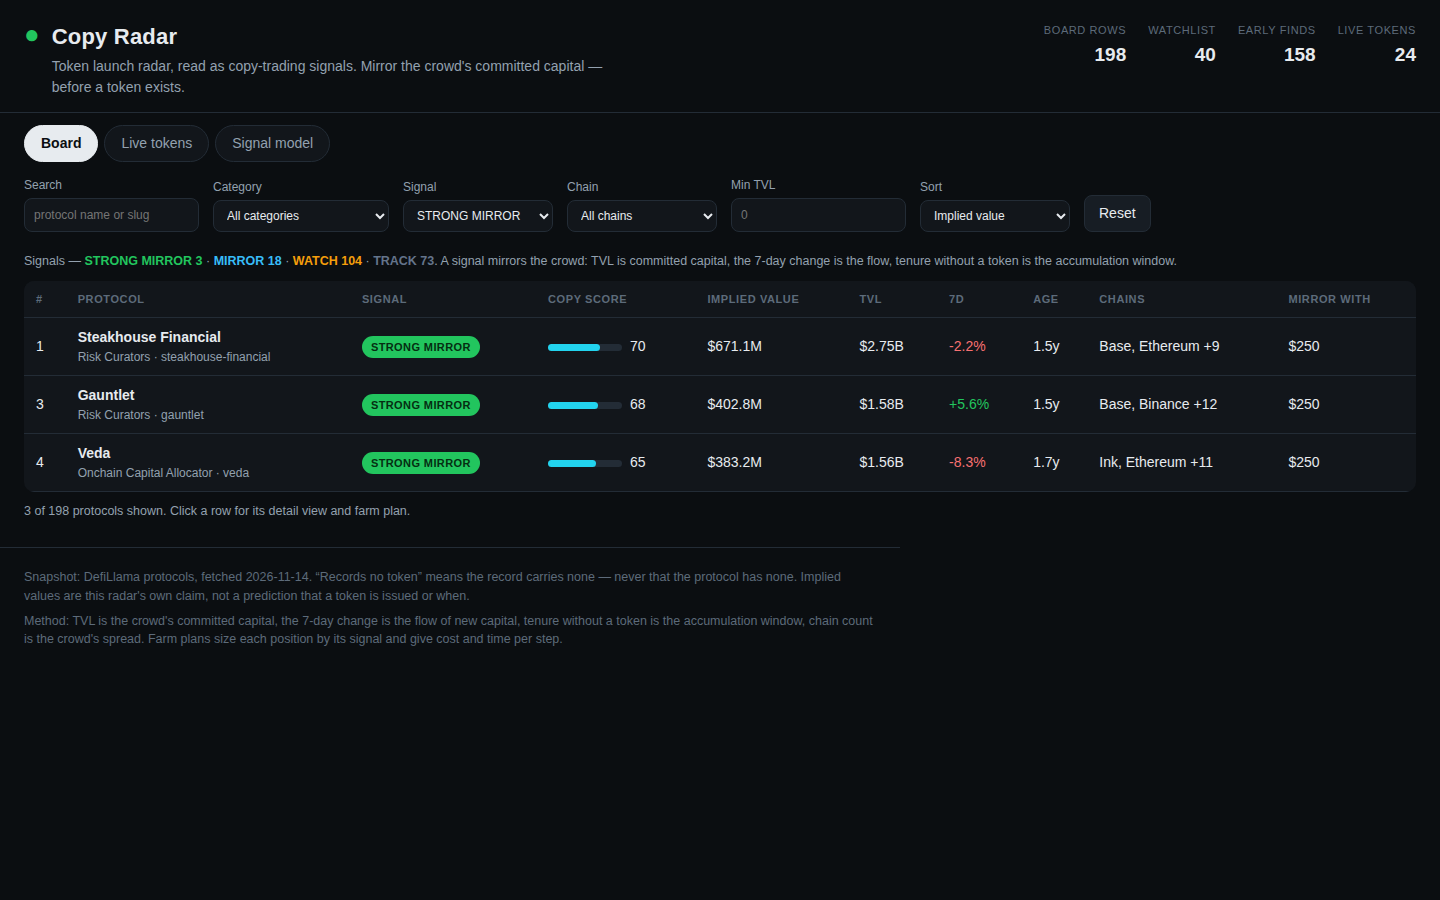 Copy Radar
Token launch radar, read as copy-trading signals. Mirror the crowd's committed capital —
before a token exists.
BOARD ROWS WATCHLIST EARLY FINDS LIVE TOKENS
198 40 158 24
Board Live tokens Signal model
Search Category Signal Chain Min TVL Sort
protocol name or slug All categories STRONG MIRROR All chains 0 Implied value Reset
Signals — STRONG MIRROR 3 · MIRROR 18 · WATCH 104 · TRACK 73. A signal mirrors the crowd: TVL is committed capital, the 7-day change is the flow, tenure without a token is the accumulation window.
# PROTOCOL SIGNAL COPY SCORE IMPLIED VALUE TVL 7D AGE CHAINS MIRROR WITH
1 Steakhouse Financial STRONG MIRROR 70 $671.1M $2.75B -2.2% 1.5y Base, Ethereum +9 $250
Risk Curators · steakhouse-financial
3 Gauntlet STRONG MIRROR 68 $402.8M $1.58B +5.6% 1.5y Base, Binance +12 $250
Risk Curators · gauntlet
4 Veda STRONG MIRROR 65 $383.2M $1.56B -8.3% 1.7y Ink, Ethereum +11 $250
Onchain Capital Allocator · veda
3 of 198 protocols shown. Click a row for its detail view and farm plan.
Snapshot: DefiLlama protocols, fetched 2026-11-14. “Records no token” means the record carries none — never that the protocol has none. Implied
values are this radar's own claim, not a prediction that a token is issued or when.
Method: TVL is the crowd's committed capital, the 7-day change is the flow of new capital, tenure without a token is the accumulation window, chain count
is the crowd's spread. Farm plans size each position by its signal and give cost and time per step.